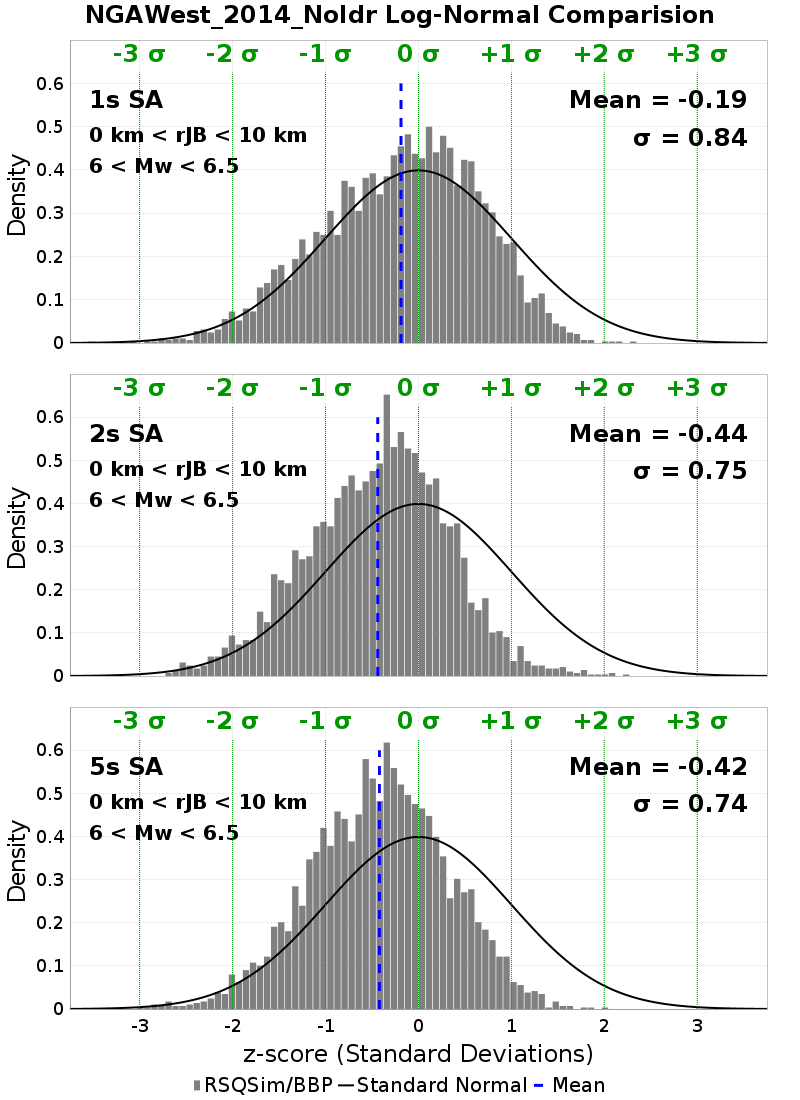 NGAWest_2014_NoIdr Log-Normal Comparision
-3 σ -2 σ -1 σ 0 σ +1 σ +2 σ +3 σ
0.6
1s SA Mean = -0.19
0.5
0 km < rJB < 10 km σ = 0.84
0.4
6 < Mw < 6.5
0.3
0.2
0.1
0
Density
-3 σ -2 σ -1 σ 0 σ +1 σ +2 σ +3 σ
0.6
2s SA Mean = -0.44
0.5
0 km < rJB < 10 km σ = 0.75
0.4
6 < Mw < 6.5
0.3
0.2
0.1
0
Density
-3 σ -2 σ -1 σ 0 σ +1 σ +2 σ +3 σ
0.6
5s SA Mean = -0.42
0.5
0 km < rJB < 10 km σ = 0.74
0.4
6 < Mw < 6.5
0.3
0.2
0.1
0
Density
-3 -2 -1 0 1 2 3
z-score (Standard Deviations)
RSQSim/BBP Standard Normal Mean